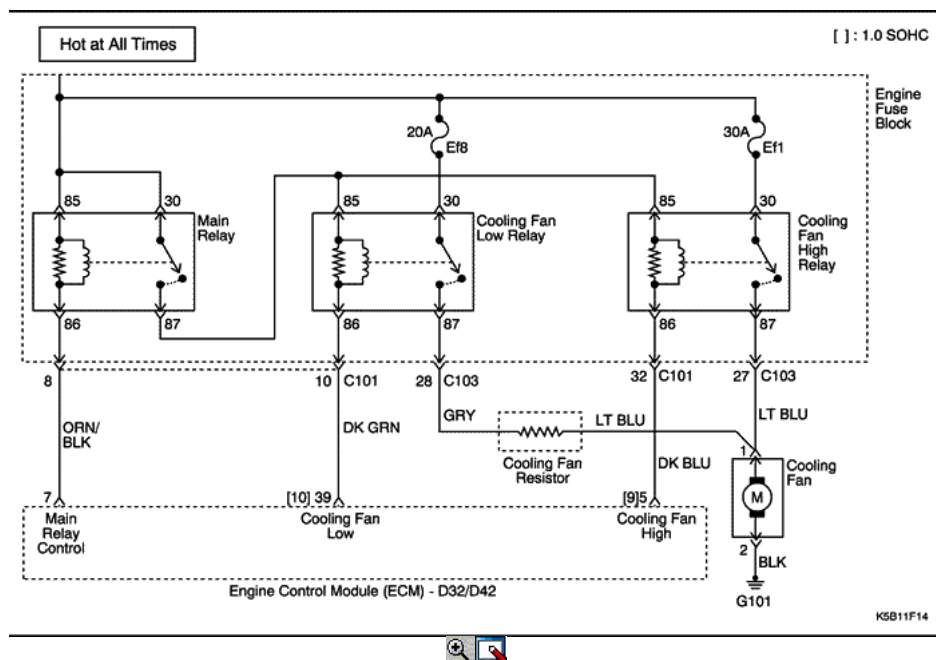 Hot at All Times
[ ] : 1.0 SOHC
Engine
Fuse
Block
20A
Ef8
30A
Ef1
85
30
Main
Relay
85
30
Cooling Fan
Low Relay
85
30
Cooling
Fan
High
Relay
86
87
86
87
86
87
8
10
C101
28
C103
32
C101
27
C103
ORN/
BLK
DK GRN
GRY
LT BLU
LT BLU
Cooling Fan
Resistor
DK BLU
1
Cooling
Fan
M
7
Main
Relay
Control
[10] 39
Cooling Fan
Low
[9]5
Cooling Fan
High
2
BLK
G101
Engine Control Module (ECM) - D32/D42
K5B11F14